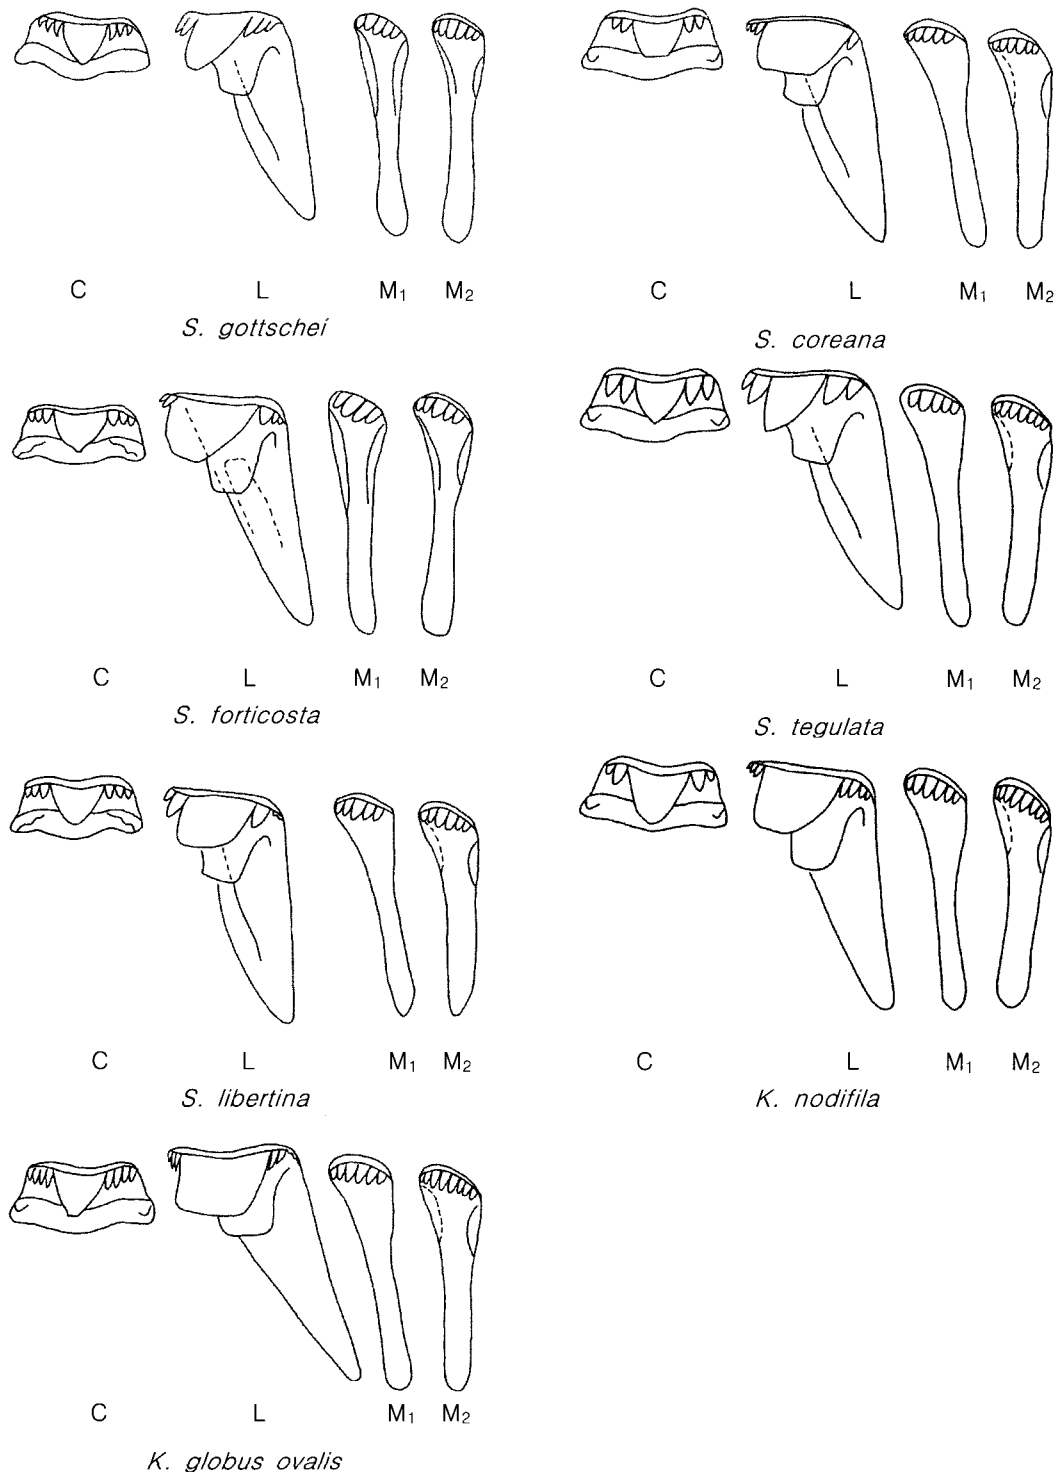 C L M1 M2
S. gottschei
C L M1 M2
S. coreana
C L M1 M2
S. forticosta
C L M1 M2
S. tegulata
C L M1 M2
S. libertina
C L M1 M2
K. nodifila
C L M1 M2
K. globus ovalis